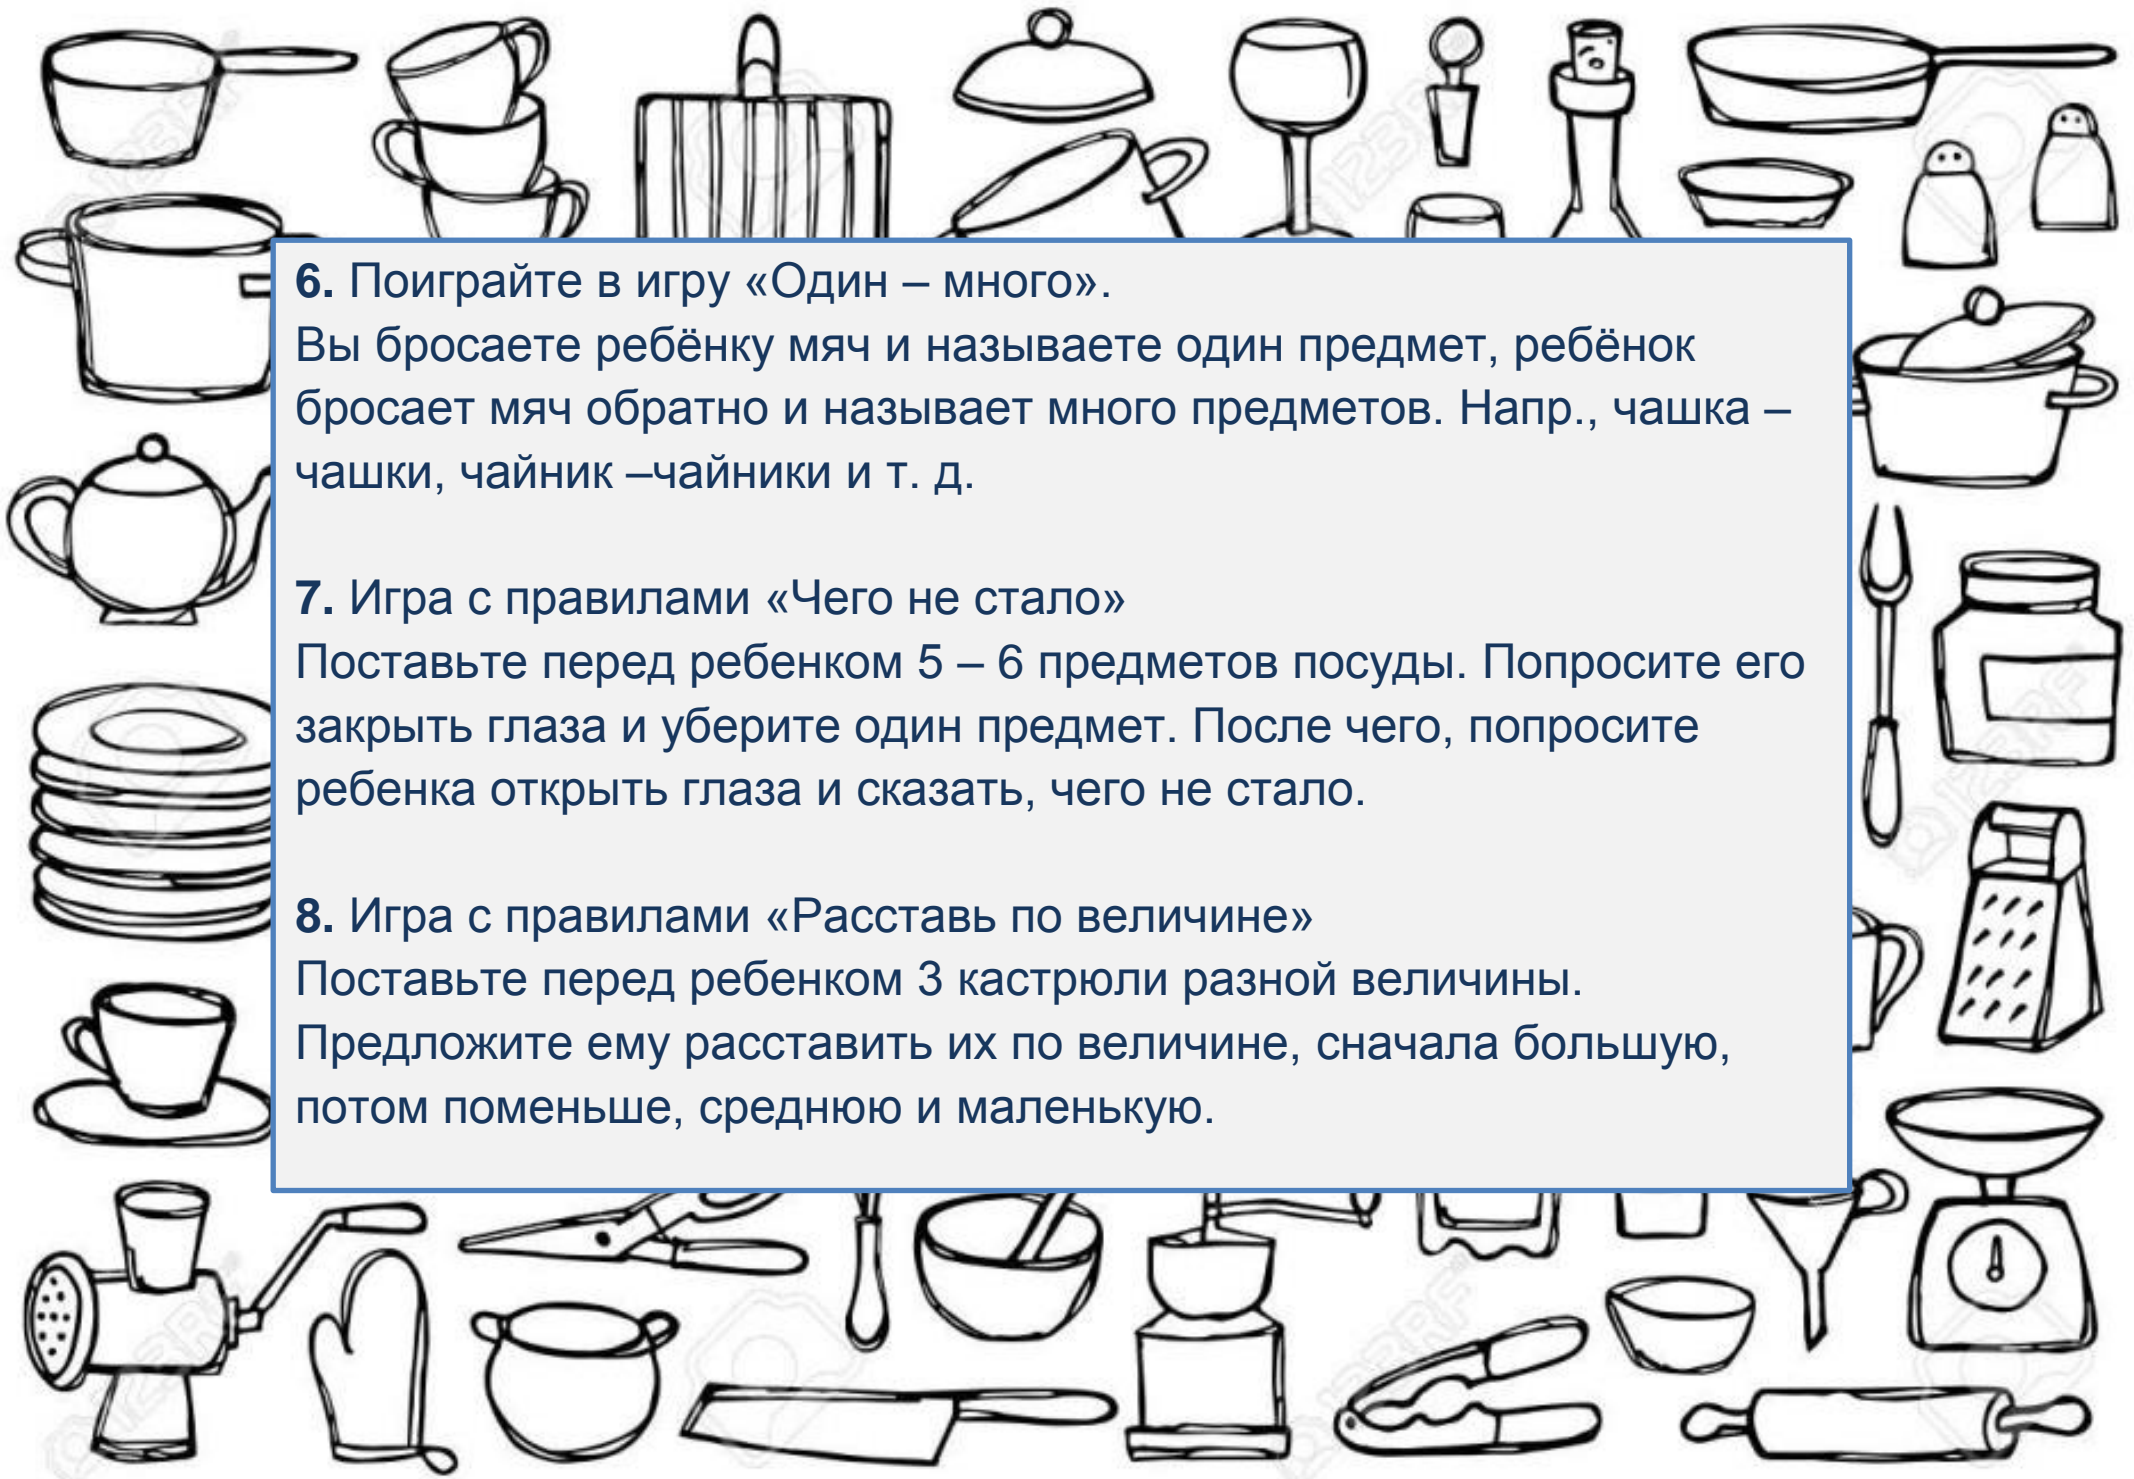 6. Поиграйте в игру «Один – много».
Вы бросаете ребёнку мяч и называете один предмет, ребёнок
бросает мяч обратно и называет много предметов. Напр., чашка –
чашки, чайник –чайники и т. д.
7. Игра с правилами «Чего не стало»
Поставьте перед ребенком 5 – 6 предметов посуды. Попросите его
закрыть глаза и уберите один предмет. После чего, попросите
ребенка открыть глаза и сказать, чего не стало.
8. Игра с правилами «Расставь по величине»
Поставьте перед ребенком 3 кастрюли разной величины.
Предложите ему расставить их по величине, сначала большую,
потом поменьше, среднюю и маленькую.